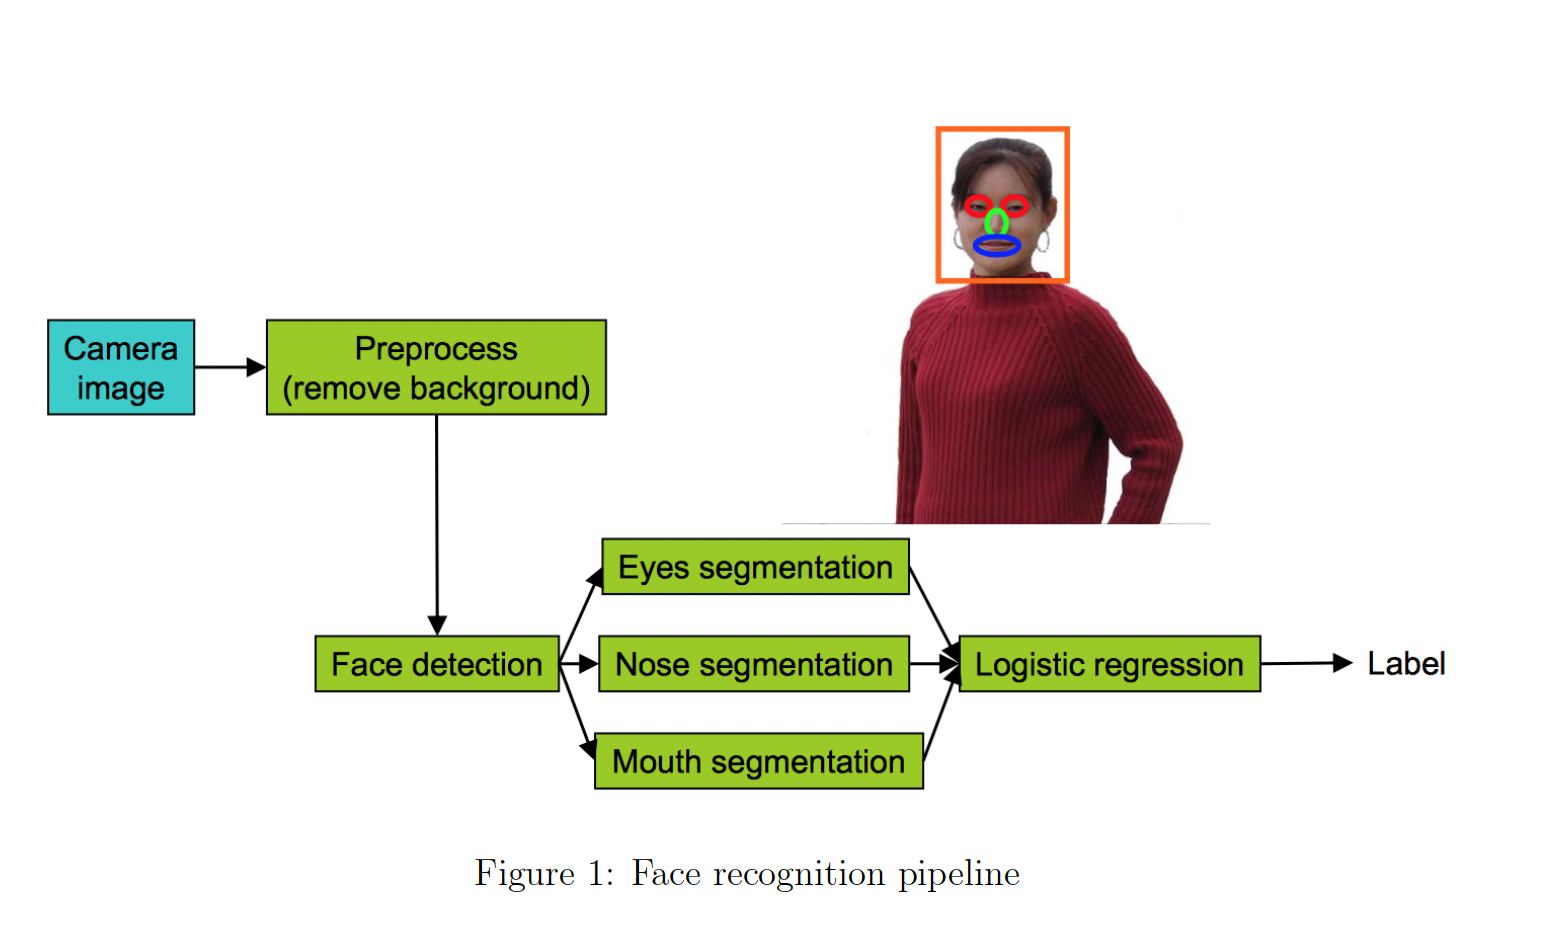 Camera
image
Preprocess
(remove background)
Eyes segmentation
Face detection
Nose segmentation
Logistic regression
Label
Mouth segmentation
Figure 1: Face recognition pipeline